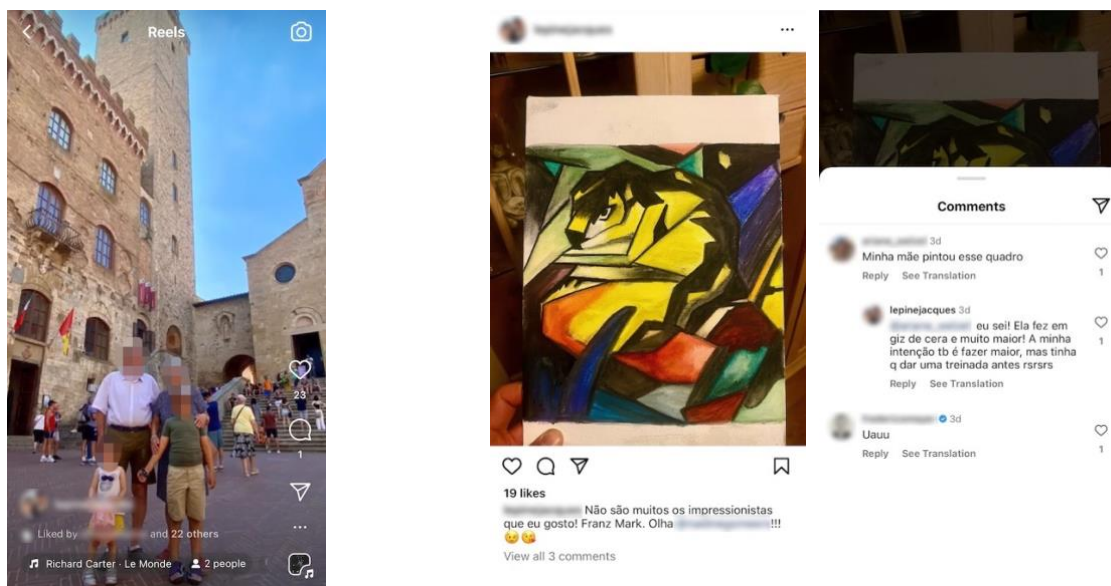 Reels
23
1
Liked by
and 22 others
Richard Carter · Le Monde
2 people
19 likes
Não são muitos os impressionistas
que eu gosto! Franz Mark. Olha !!!
😉😘
View all 3 comments
Comments
3d
Minha mãe pintou esse quadro
Reply See Translation
1
lepinejacques 3d
eu sei! Ela fez em
giz de cera e muito maior! A minha
intenção tb é fazer maior, mas tinha
q dar uma treinada antes rsrsrs
Reply See Translation
1
3d
Uauu
Reply See Translation
1